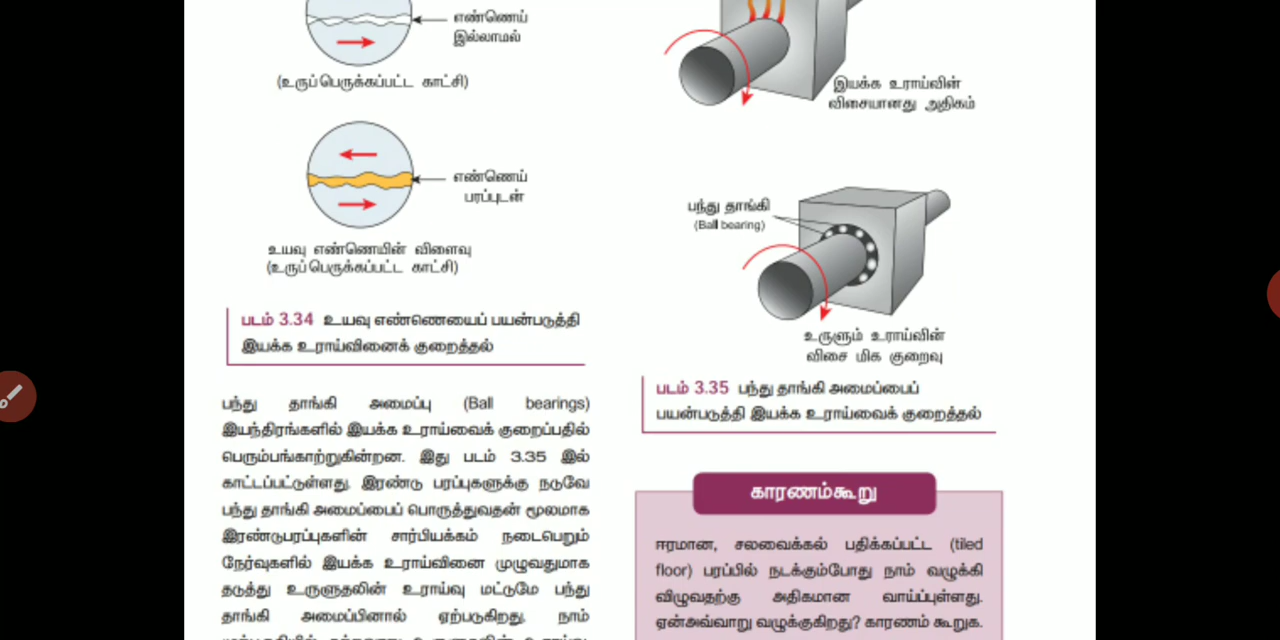 எண்ணெய்
இல்லாமல்
(உருப்பெருக்கப்பட்ட காட்சி)
எண்ணெய்
பரப்புடன்
உயவு எண்ணெயின் விளைவு
(உருப்பெருக்கப்பட்ட காட்சி)
படம் 3.34 உயவு எண்ணெயைப் பயன்படுத்தி
இயக்க உராய்வினைக் குறைத்தல்
பந்து தாங்கி அமைப்பு (Ball bearings)
இயந்திரங்களில் இயக்க உராய்வைக் குறைப்பதில்
பெரும்பங்காற்றுகின்றன. இது படம் 3.35 இல்
காட்டப்பட்டுள்ளது. இரண்டு பரப்புகளுக்கு நடுவே
பந்து தாங்கி அமைப்பைப் பொருத்துவதன் மூலமாக
இரண்டுபரப்புகளின் சார்பியக்கம் நடைபெறும்
நேர்வுகளில் இயக்க உராய்வினை முழுவதுமாக
தடுத்து உருளுதலின் உராய்வு மட்டுமே பந்து
தாங்கி அமைப்பினால் ஏற்படுகிறது. நாம்
இயக்க உராய்வின்
விசையானது அதிகம்
பந்து தாங்கி
(Ball bearing)
உருளும் உராய்வின்
விசை மிக குறைவு
படம் 3.35 பந்து தாங்கி அமைப்பைப்
பயன்படுத்தி இயக்க உராய்வைக் குறைத்தல்
காரணம்கூறு
ஈரமான, சலவைக்கல் பதிக்கப்பட்ட (tiled
floor) பரப்பில் நடக்கும்போது நாம் வழுக்கி
விழுவதற்கு அதிகமான வாய்ப்புள்ளது.
ஏன்அவ்வாறு வழுக்குகிறது? காரணம் கூறுக.